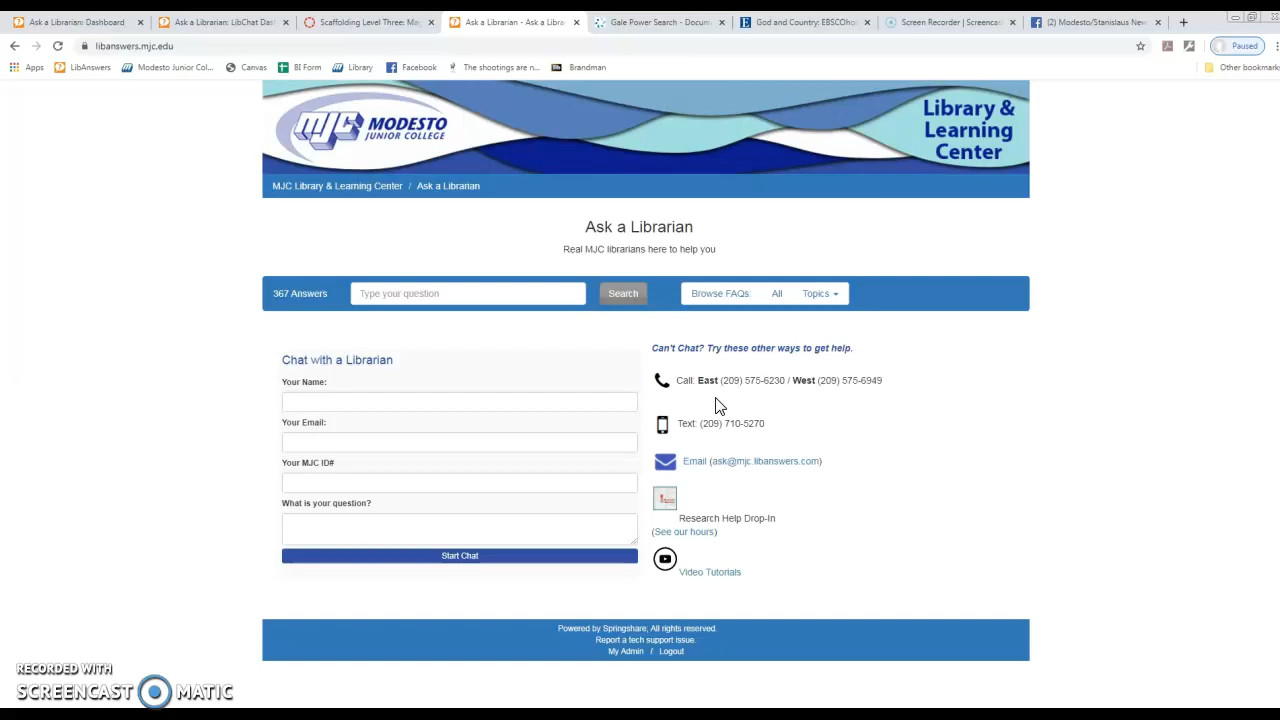 Ask a Librarian: Dashboard
Ask a Librarian: LibChat Das
Scaffolding Level Three: Ma
Ask a Librarian - Ask a Libra
Gale Power Search - Docum
God and Country: EBSCOho
Screen Recorder | Screencas
(2) Modesto/Stanislaus New
libanswers.mjc.edu
Paused
Apps
LibAnswers
Modesto Junior Col...
Canvas
BI Form
Library
Facebook
The shootings are n...
Brandman
Other bookmark
MJC MODESTO
JUNIOR COLLEGE
Library &
Learning
Center
MJC Library & Learning Center / Ask a Librarian
Ask a Librarian
Real MJC librarians here to help you
367 Answers
Type your question
Search
Browse FAQs:
All
Topics
Chat with a Librarian
Your Name:
Your Email:
Your MJC ID#
What is your question?
Start Chat
Can't Chat? Try these other ways to get help.
Call: East (209) 575-6230 / West (209) 575-6949
Text: (209) 710-5270
Email (ask@mjc.libanswers.com)
Research Help Drop-In
(See our hours)
Video Tutorials
Powered by Springshare; All rights reserved.
Report a tech support issue.
My Admin / Logout
RECORDED WITH
SCREENCAST MATIC